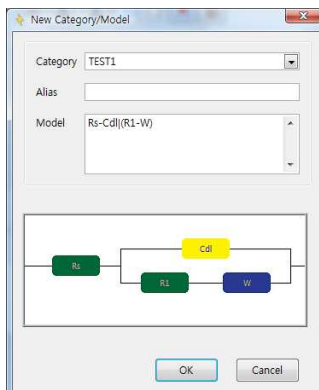 New Category/Model
Category TEST1
Alias
Model Rs-Cdl|(R1-W)
Cdl
Rs
R1 W
OK Cancel